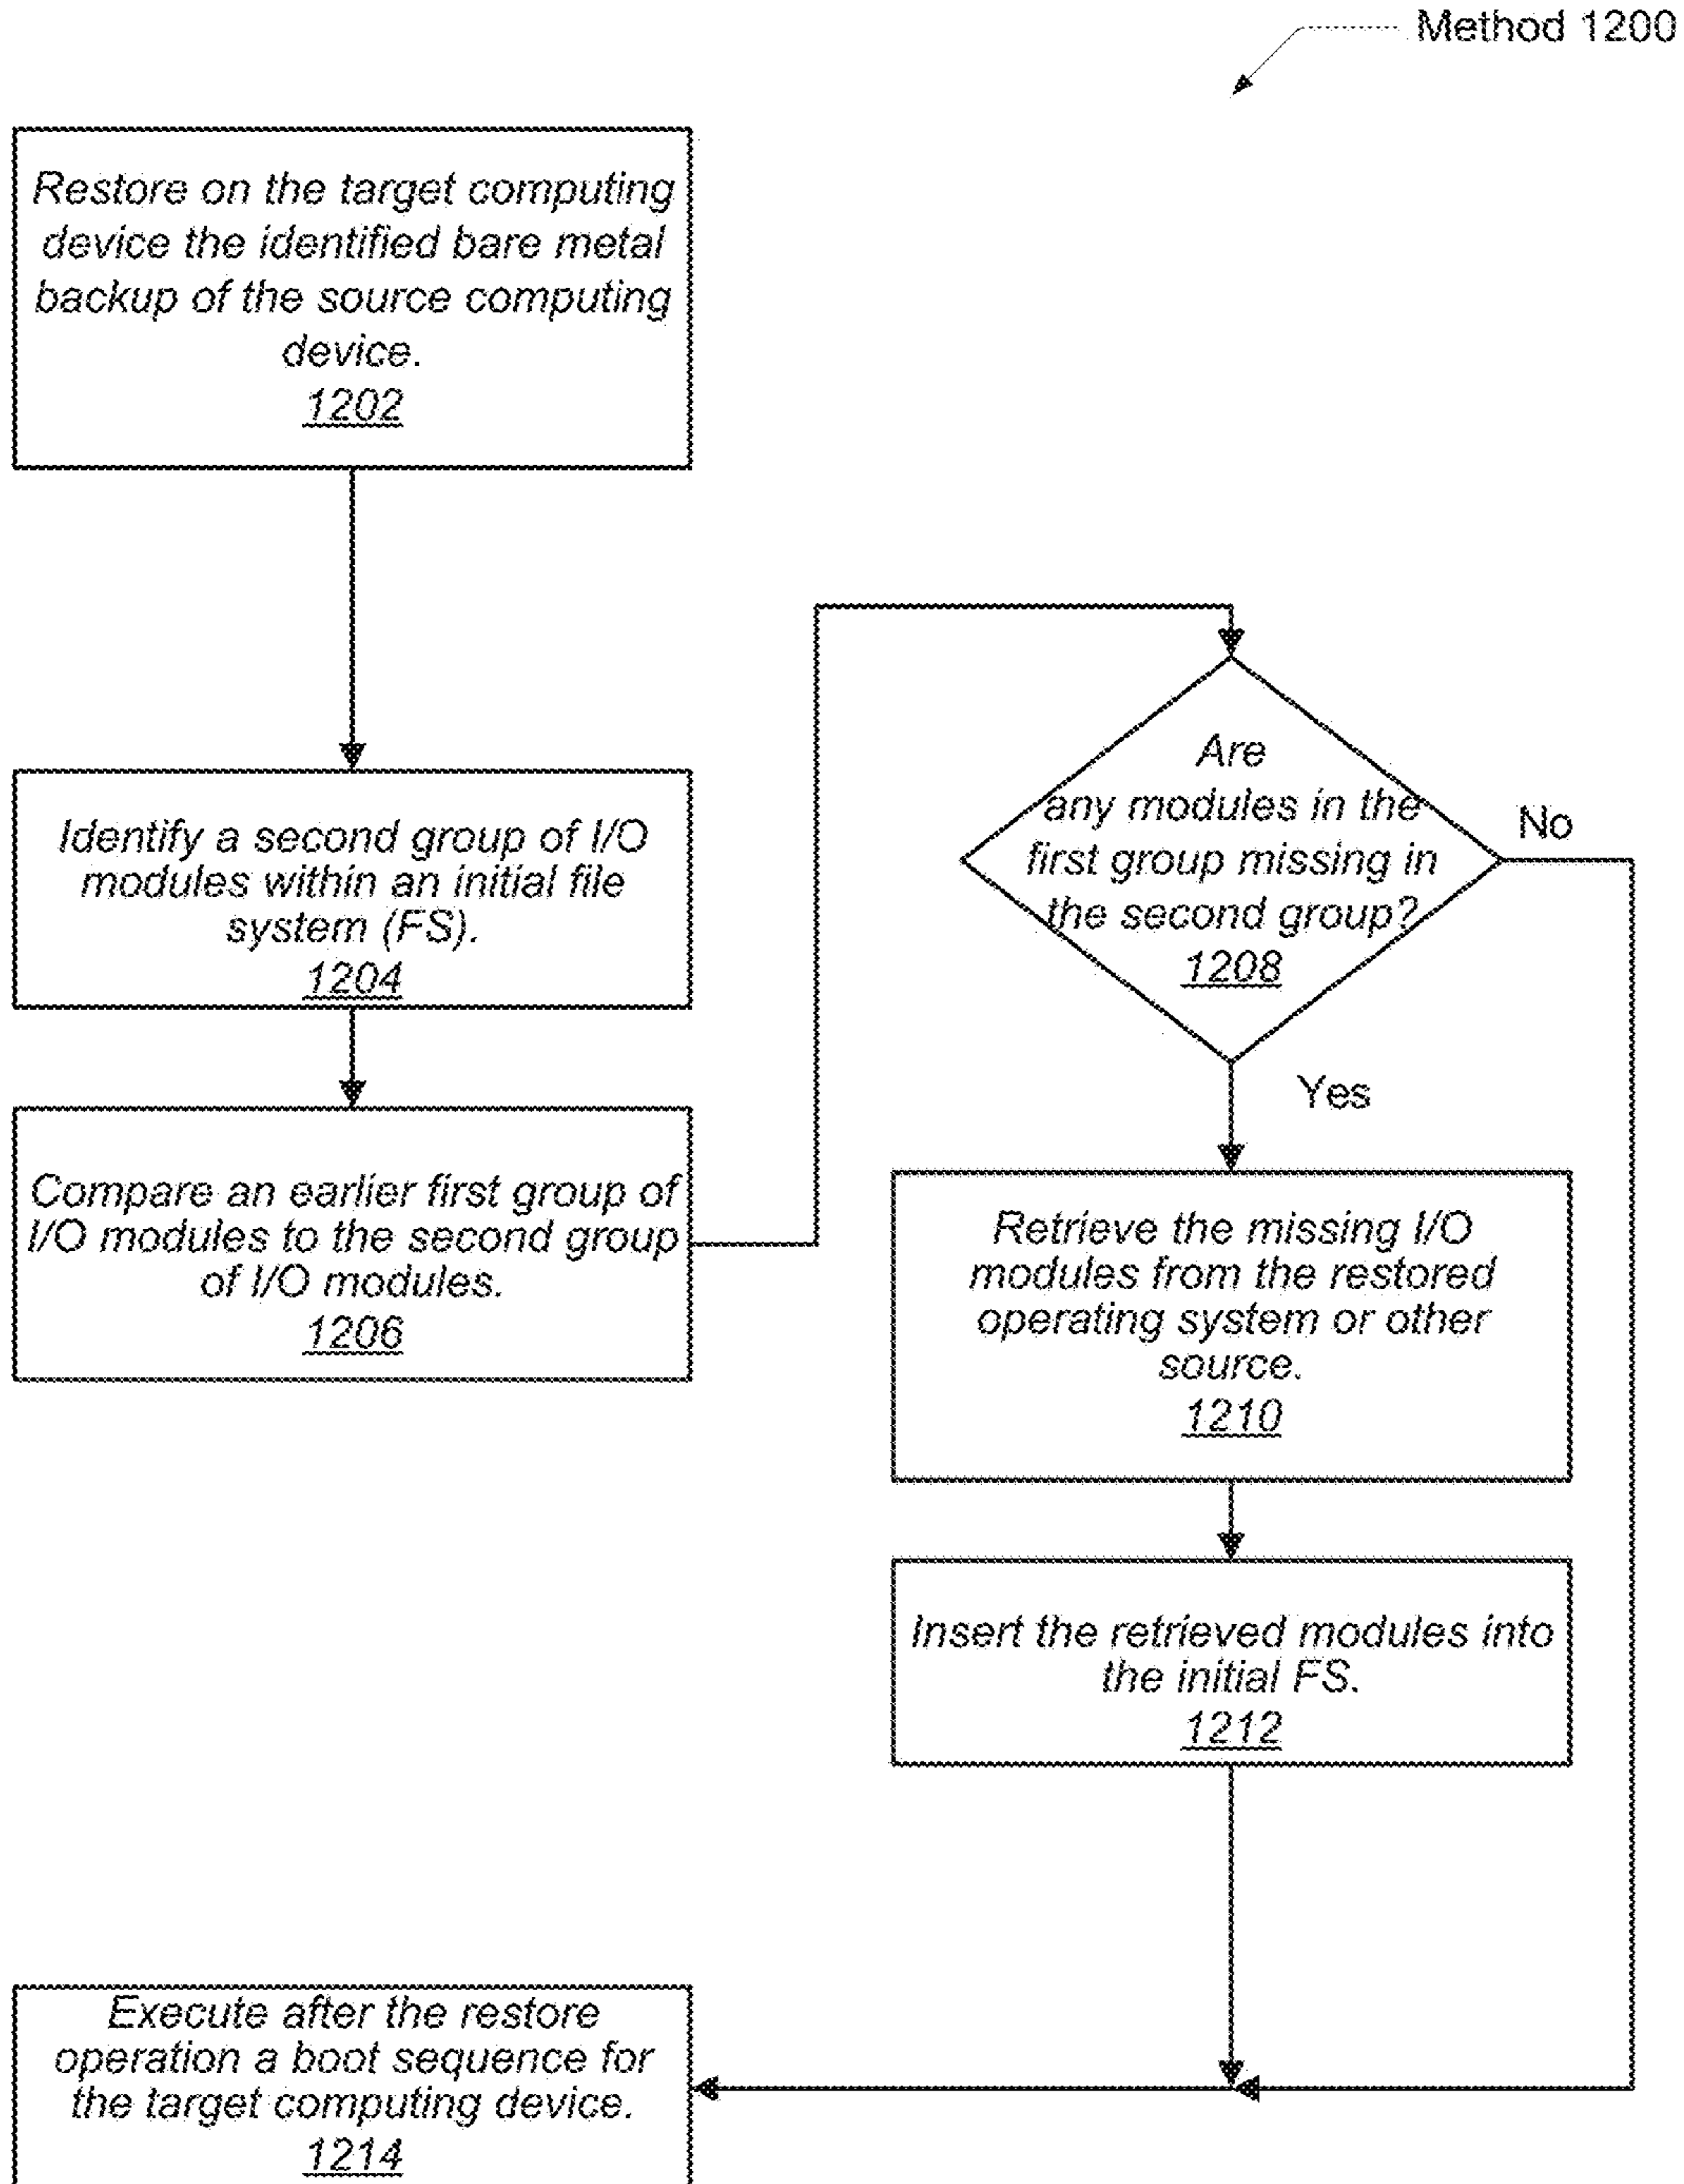 Method 1200
Restore on the target computing
device the identified bare metal
backup of the source computing
device.
1202
Identify a second group of I/O
modules within an initial file
system (FS).
1204
Compare an earlier first group of
I/O modules to the second group
of I/O modules.
1206
Are
any modules in the
first group missing in
the second group?
1208
No
Yes
Retrieve the missing I/O
modules from the restored
operating system or other
source.
1210
Insert the retrieved modules into
the initial FS.
1212
Execute after the restore
operation a boot sequence for
the target computing device.
1214